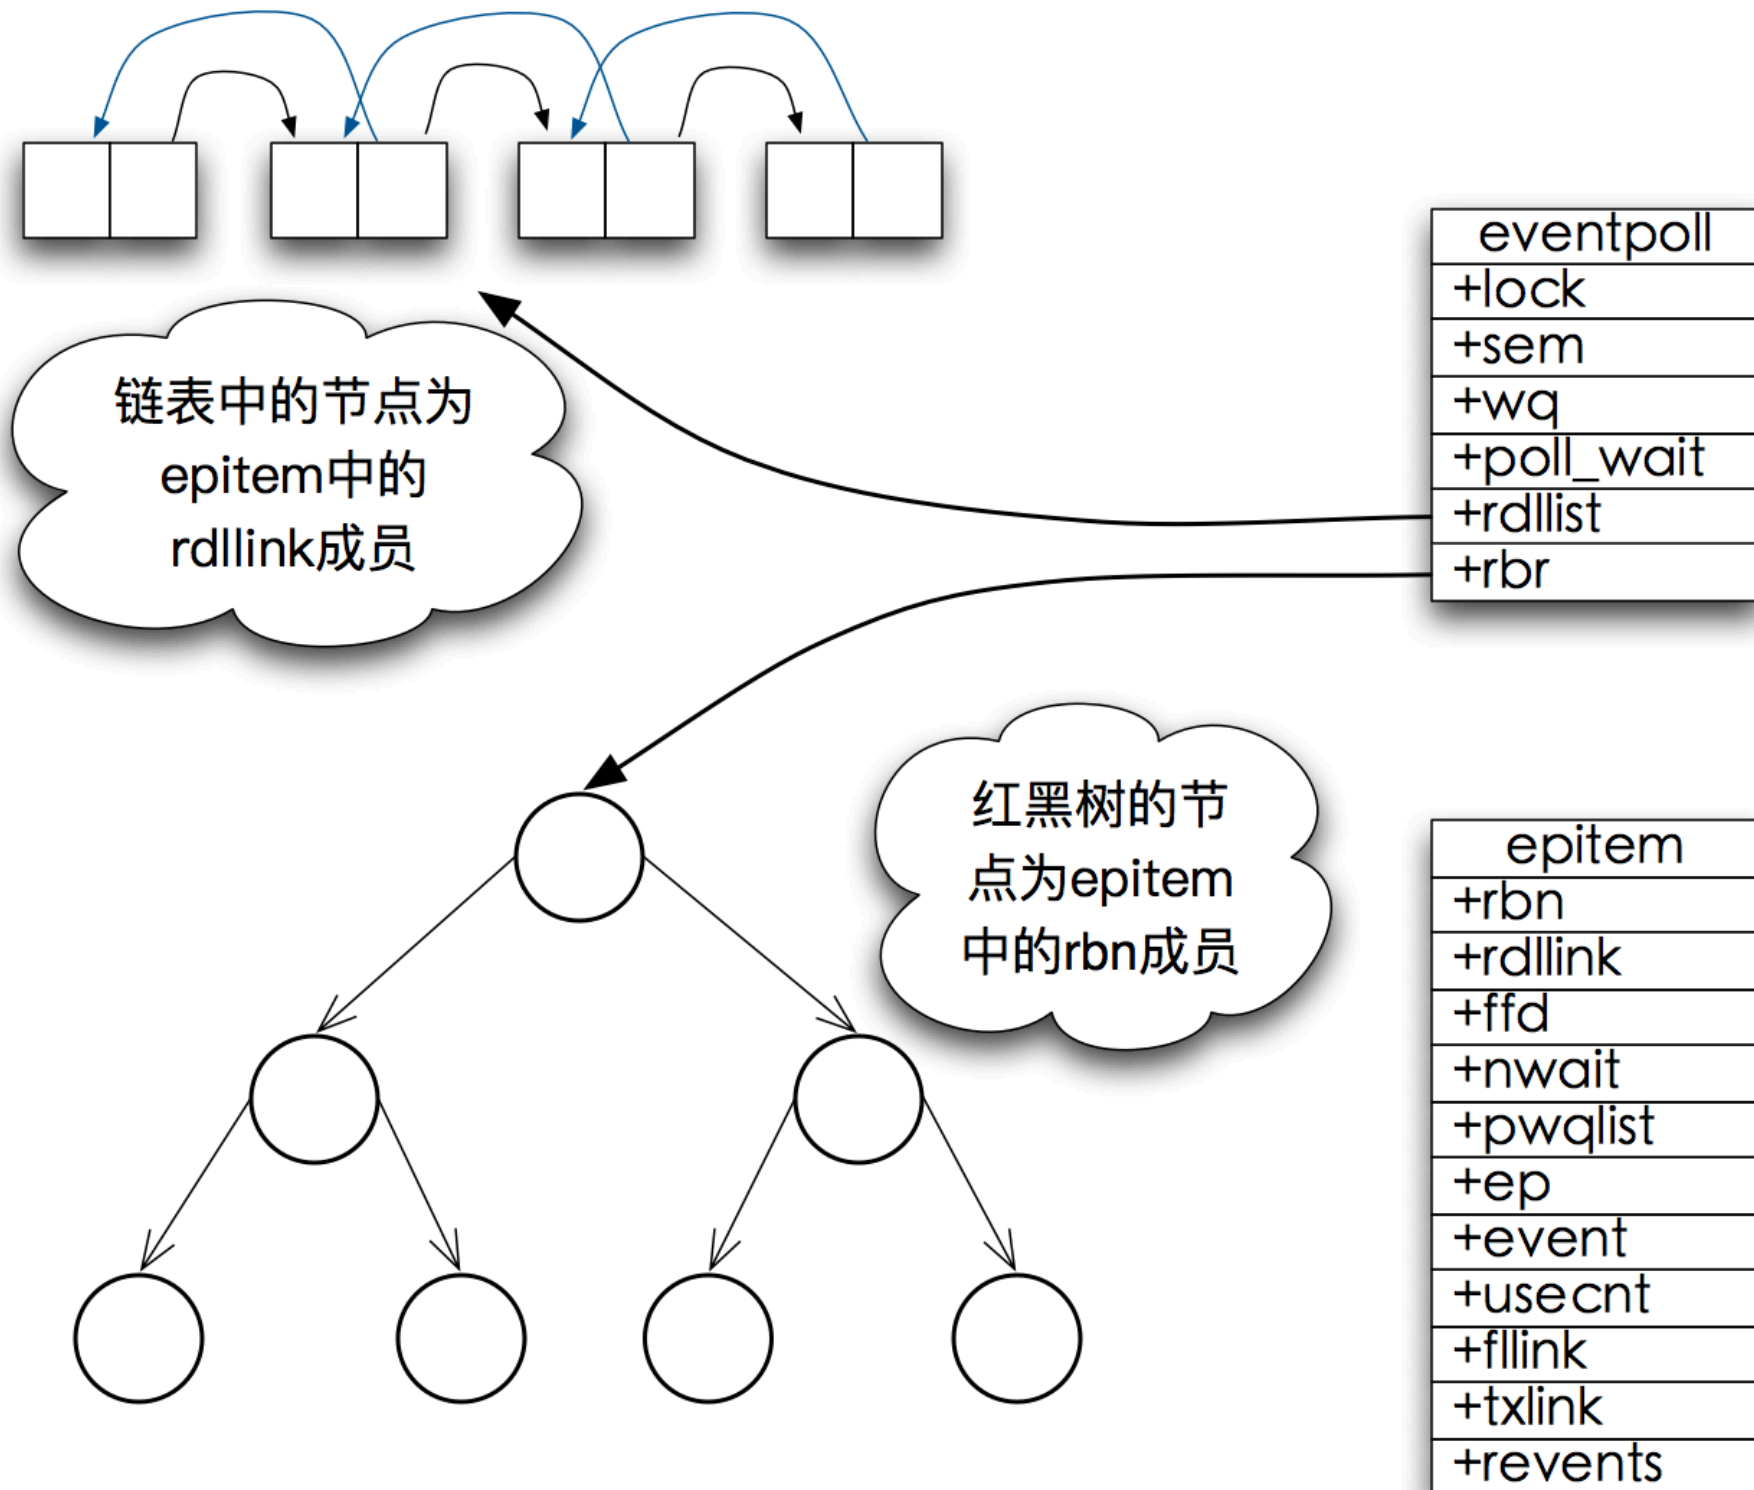 链表中的节点为
epitem中的
rdllink成员
eventpoll
+lock
+sem
+wq
+poll_wait
+rdllist
+rbr
红黑树的节
点为epitem
中的rbn成员
epitem
+rbn
+rdllink
+ffd
+nwait
+pwqlist
+ep
+event
+usecnt
+fllink
+txlink
+revents